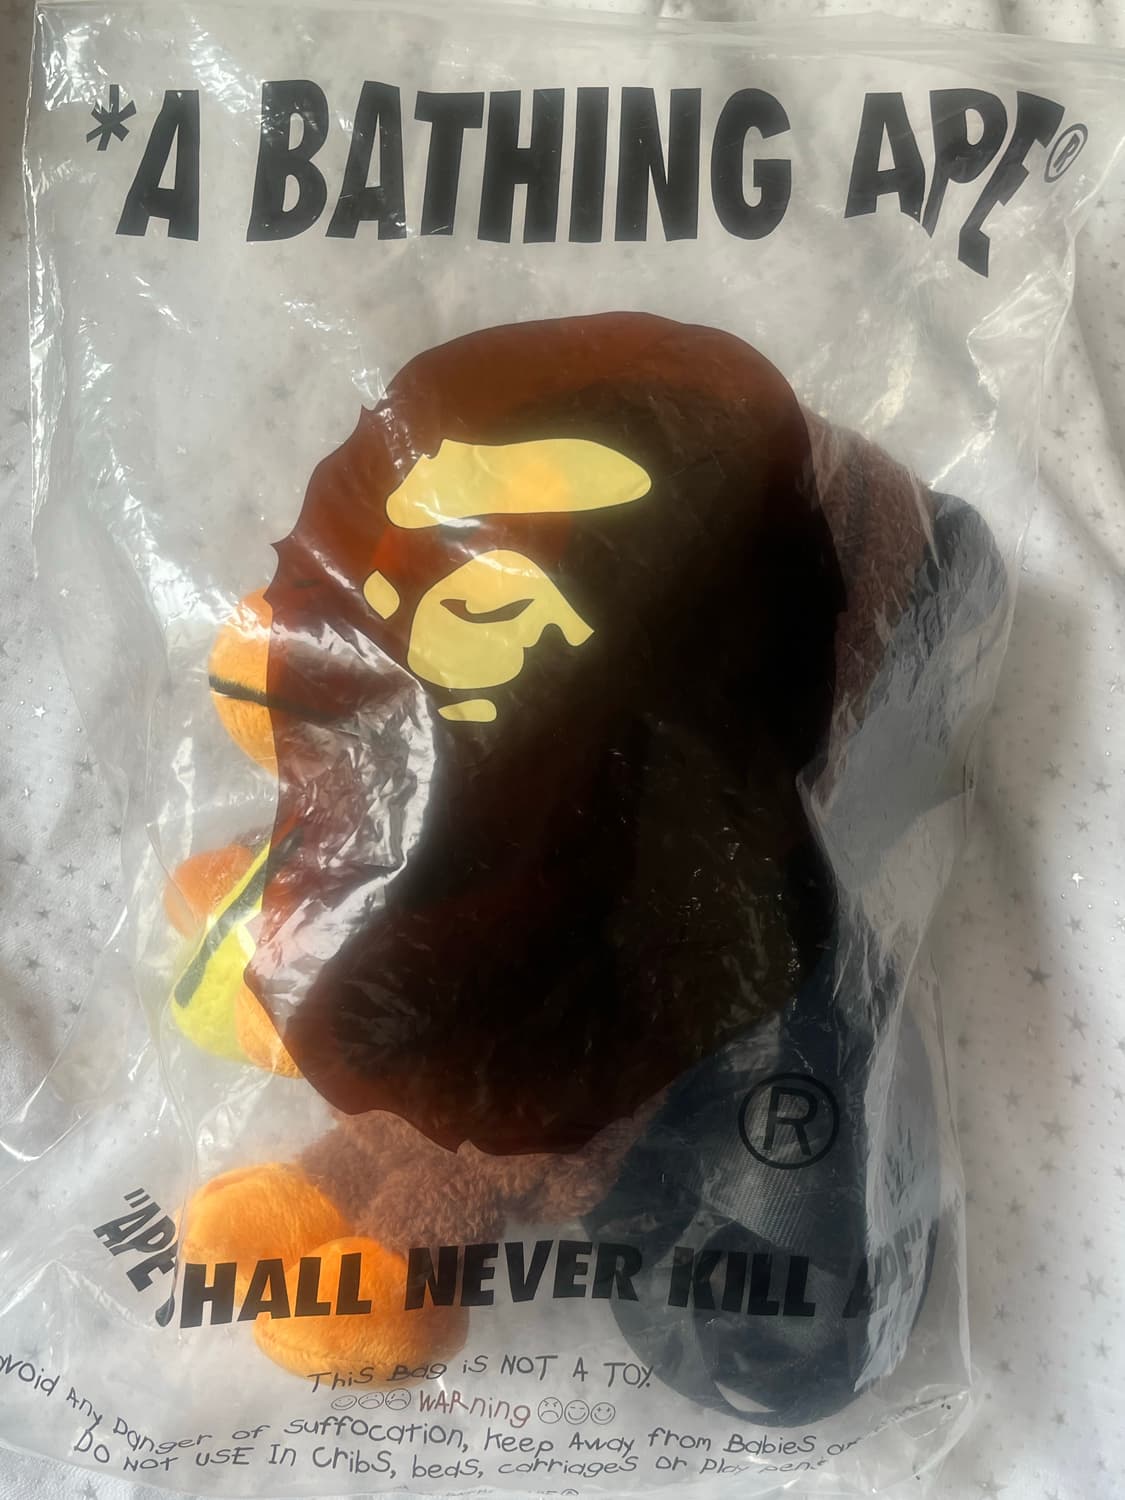 *A BATHING APE®
®
"APE SHALL NEVER KILL APE"
THIS Bag is NOT A TOY.
WARning
Avoid Any Danger of suffocation, Keep Away from Babies
DO NOT USE In Cribs, beds, carriages or Play pens